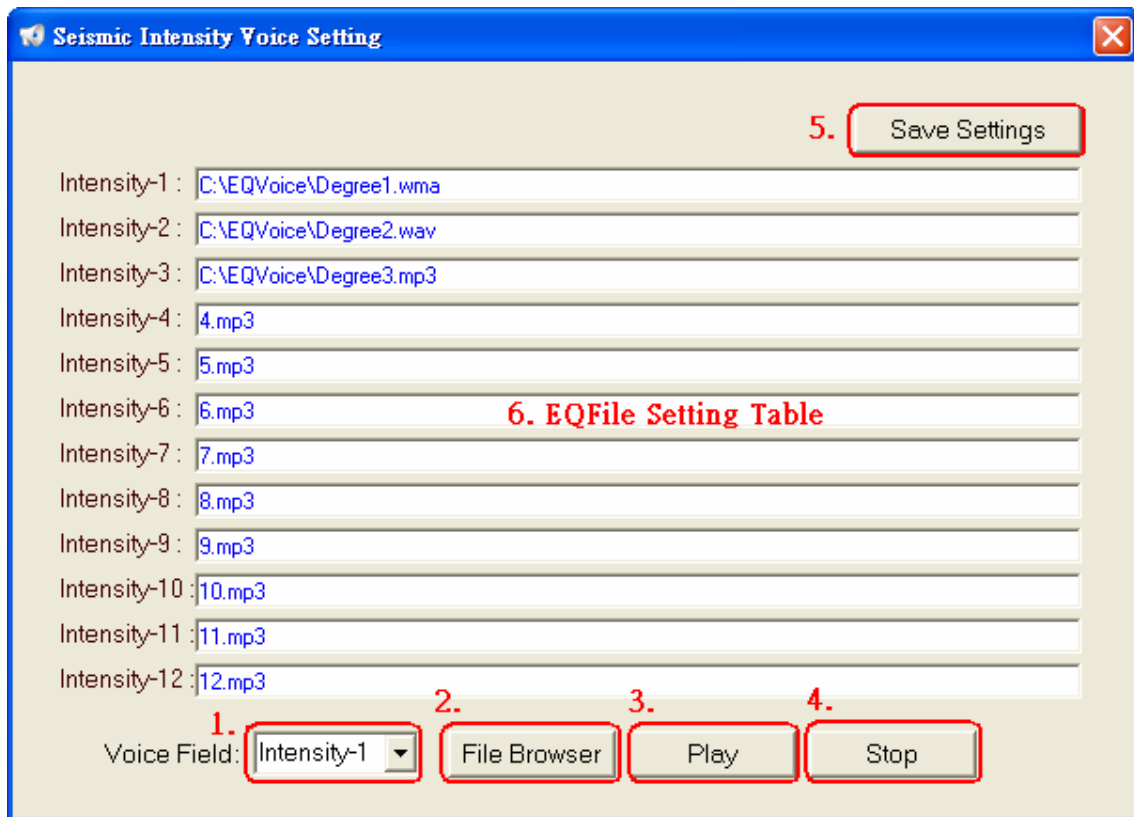 Seismic Intensity Voice Setting
5. Save Settings
Intensity-1 : C:\EQVoice\Degree1.wma
Intensity-2 : C:\EQVoice\Degree2.wav
Intensity-3 : C:\EQVoice\Degree3.mp3
Intensity-4 : 4.mp3
Intensity-5 : 5.mp3
Intensity-6 : 6.mp3 6. EQFile Setting Table
Intensity-7 : 7.mp3
Intensity-8 : 8.mp3
Intensity-9 : 9.mp3
Intensity-10 : 10.mp3
Intensity-11 : 11.mp3
Intensity-12 : 12.mp3
1. 2. 3. 4.
Voice Field: Intensity-1 File Browser Play Stop